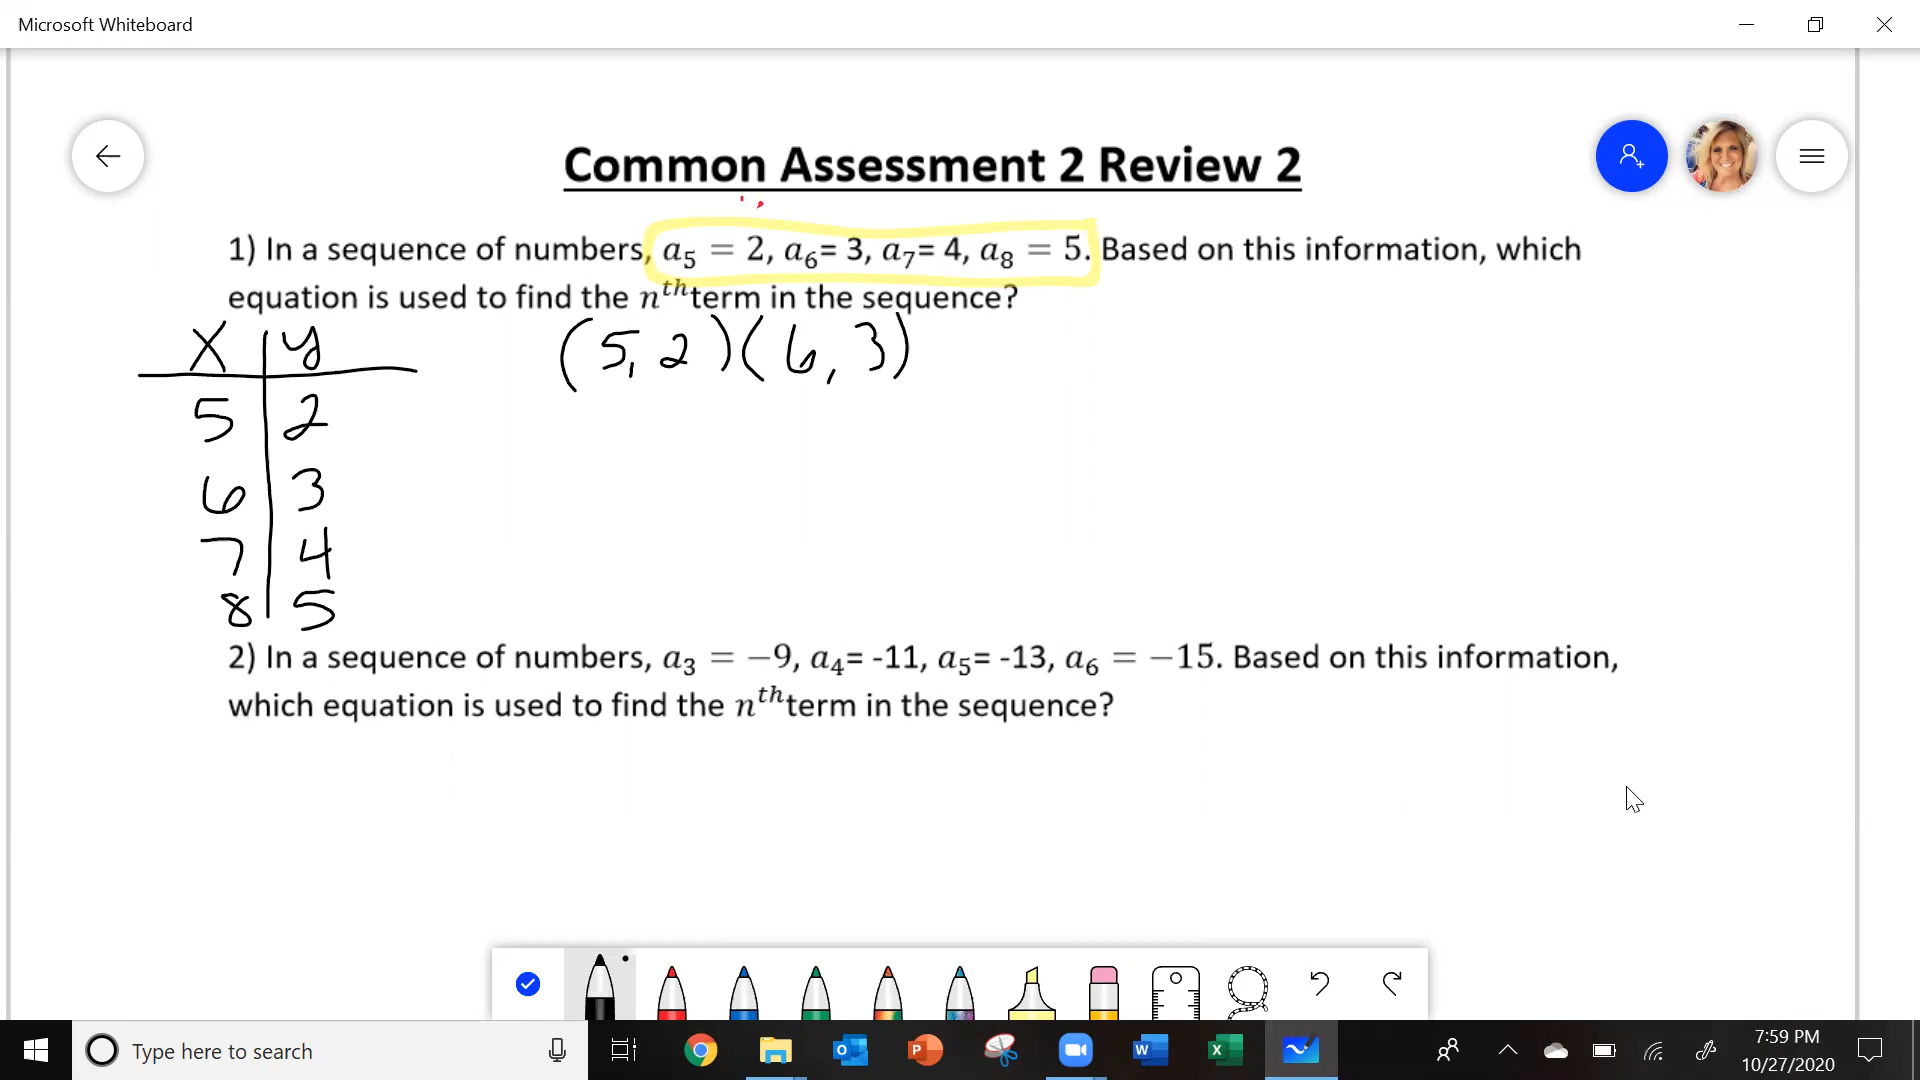 Microsoft Whiteboard
Common Assessment 2 Review 2
1) In a sequence of numbers, a₅ = 2, a₆= 3, a₇= 4, a₈ = 5. Based on this information, which
equation is used to find the nᵗʰterm in the sequence?
x y
(5, 2)(6, 3)
5 2
6 3
7 4
8 5
2) In a sequence of numbers, a₃ = −9, a₄= -11, a₅= -13, a₆ = −15. Based on this information,
which equation is used to find the nᵗʰterm in the sequence?
Type here to search
7:59 PM
10/27/2020